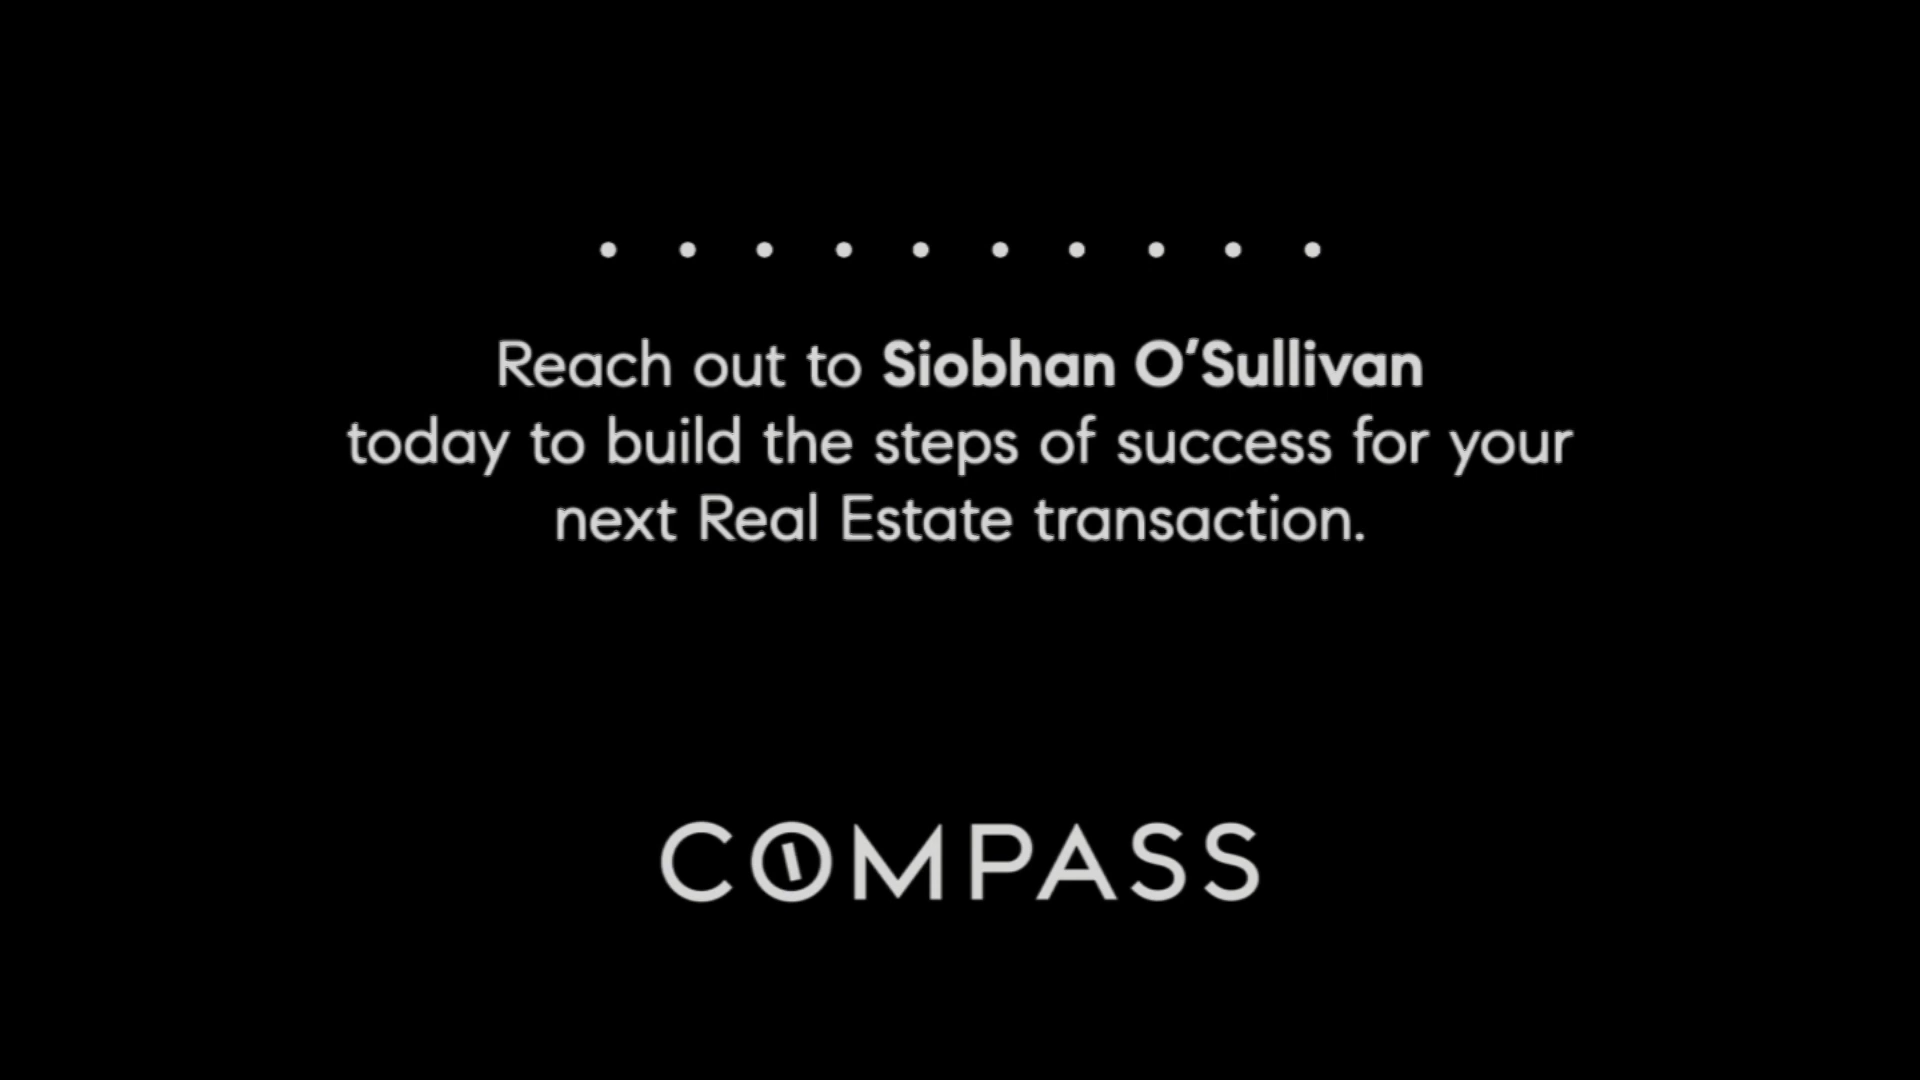 Reach out to Siobhan O’Sullivan
today to build the steps of success for your
next Real Estate transaction.
COMPASS